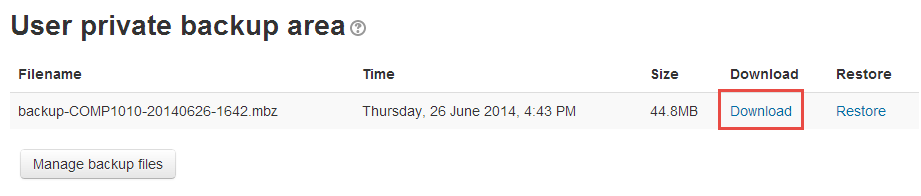 User private backup area
Filename Time Size Download Restore
backup-COMP1010-20140626-1642.mbz Thursday, 26 June 2014, 4:43 PM 44.8MB Download Restore
Manage backup files